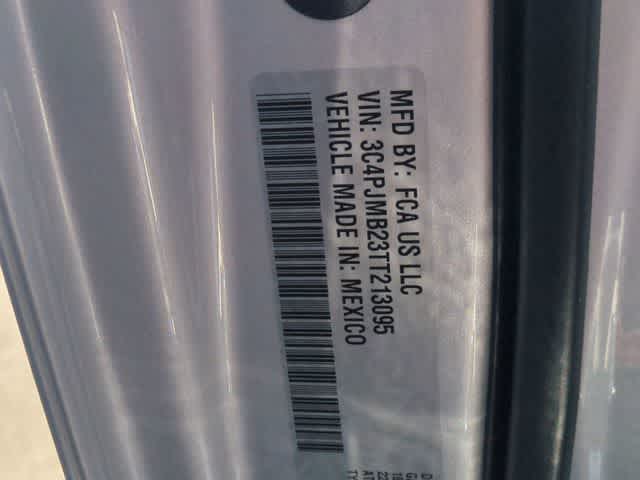 MFD BY: FCA US LLC
VIN: 3C4PJMB23TT213095
VEHICLE MADE IN: MEXICO